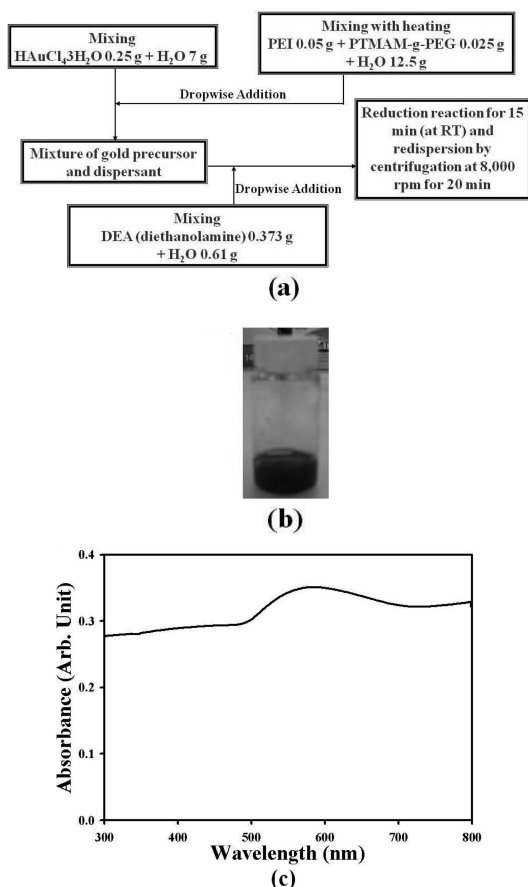 Mixing
HAuCl₄3H₂O 0.25 g + H₂O 7 g
Mixing with heating
PEI 0.05 g + PTMAM-g-PEG 0.025 g
+ H₂O 12.5 g
Dropwise Addition
Mixture of gold precursor
and dispersant
Reduction reaction for 15
min (at RT) and
redispersion by
centrifugation at 8,000
rpm for 20 min
Dropwise Addition
Mixing
DEA (diethanolamine) 0.373 g
+ H₂O 0.61 g
(a)
14
(b)
Absorbance (Arb. Unit)
0.4
0.3
0.2
0.1
0.0
300 400 500 600 700 800
Wavelength (nm)
(c)